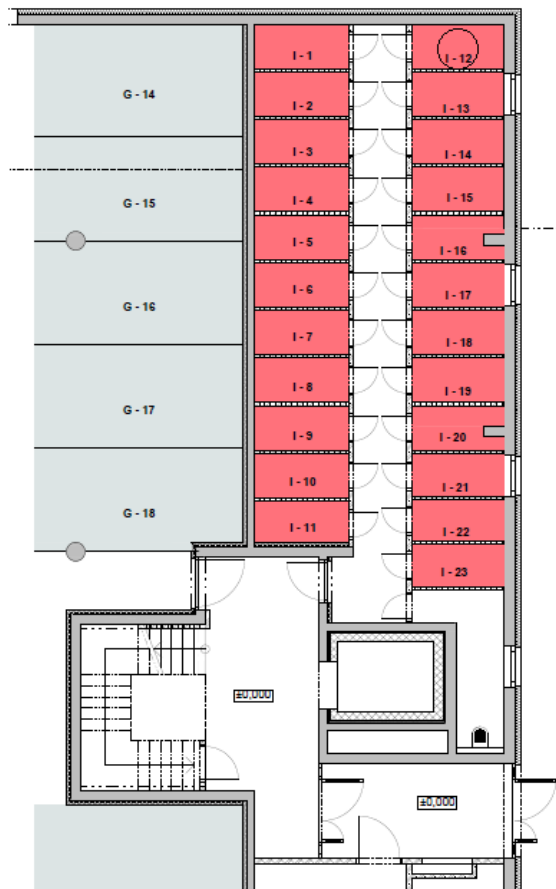 I - 1
I - 12
G - 14
I - 2
I - 13
I - 3
I - 14
I - 4
I - 15
G - 15
I - 5
I - 16
I - 6
I - 17
G - 16
I - 7
I - 18
I - 8
I - 19
G - 17
I - 9
I - 20
I - 10
I - 21
G - 18
I - 11
I - 22
I - 23
±0,000
±0,000